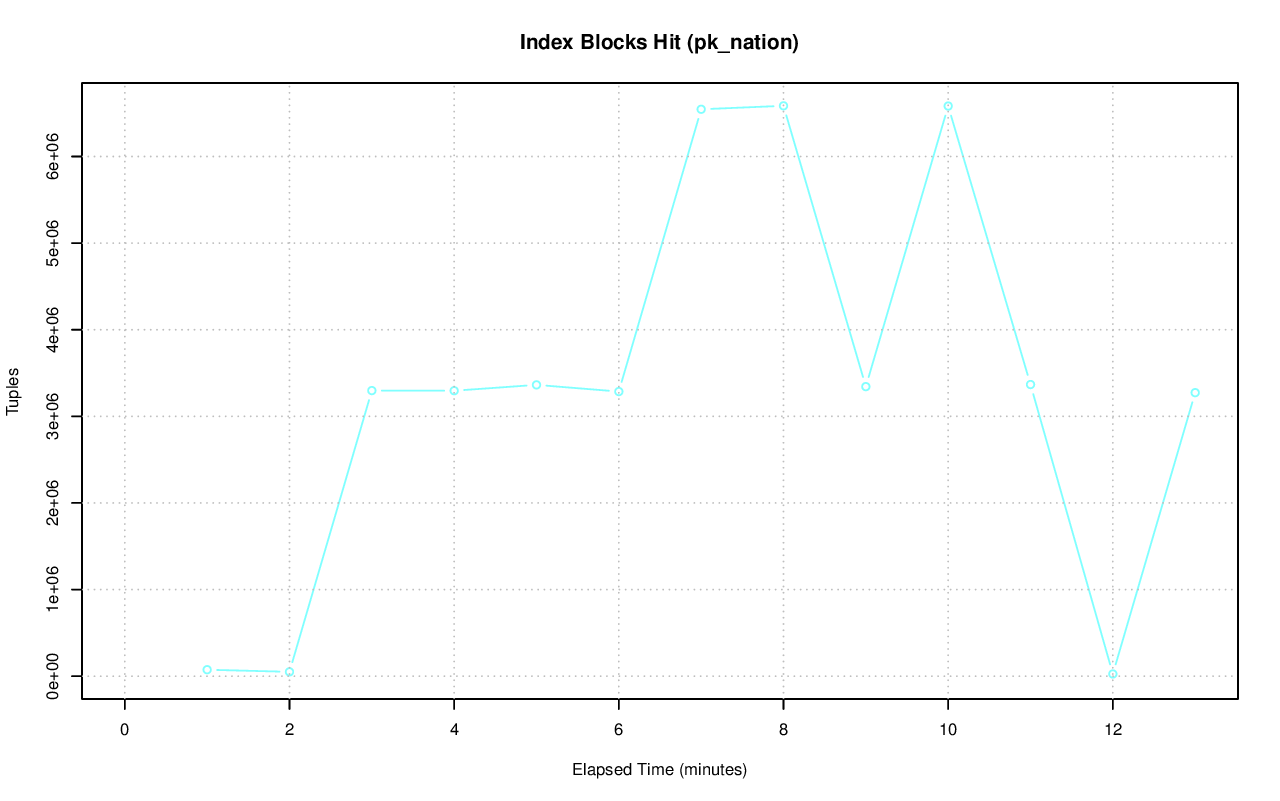 Index Blocks Hit (pk_nation)
6e+06
5e+06
4e+06
3e+06
2e+06
1e+06
0e+00
Tuples
0 2 4 6 8 10 12
Elapsed Time (minutes)